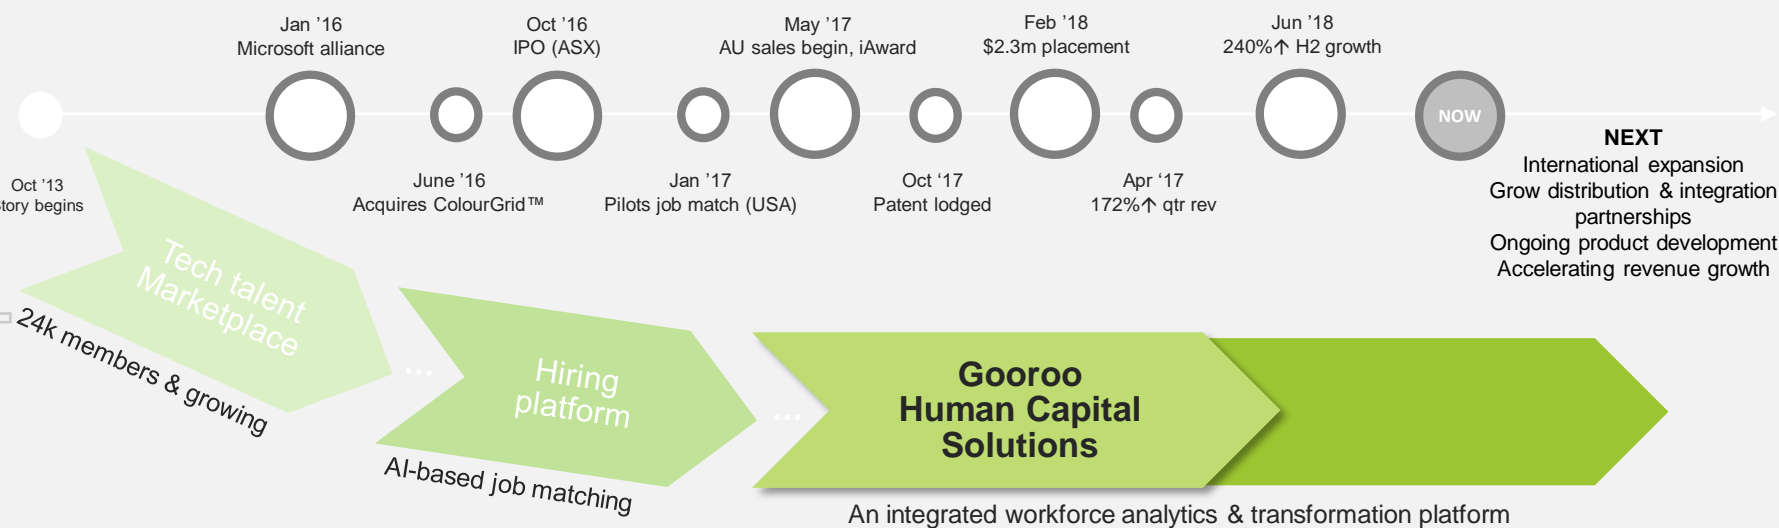 Jan ’16
Microsoft alliance
Oct ’16
IPO (ASX)
May ’17
AU sales begin, iAward
Feb ’18
$2.3m placement
Jun ’18
240%↑ H2 growth
NOW
Oct ’13
Story begins
June ’16
Acquires ColourGrid™
Jan ’17
Pilots job match (USA)
Oct ‘17
Patent lodged
Apr ‘17
172%↑ qtr rev
NEXT
International expansion
Grow distribution & integration
partnerships
Ongoing product development
Accelerating revenue growth
Tech talent
Marketplace
24k members & growing
...
Hiring
platform
AI-based job matching
...
Gooroo
Human Capital
Solutions
An integrated workforce analytics & transformation platform